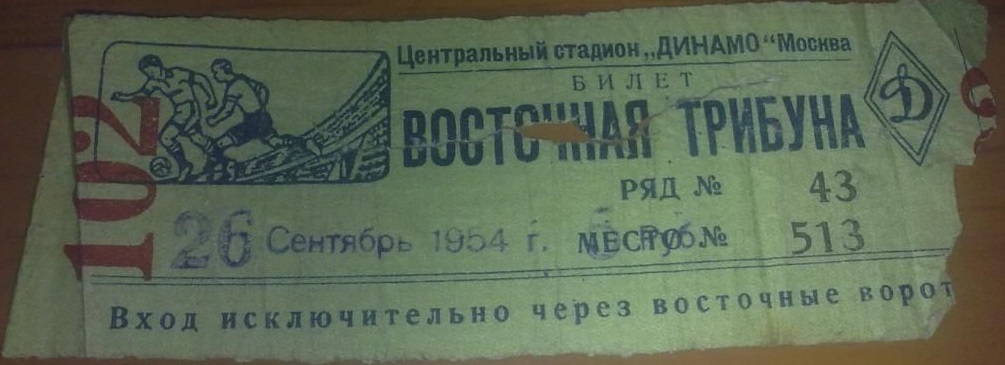 102
Центральный стадион „ДИНАМО“ Москва
БИЛЕТ
ВОСТОЧНАЯ ТРИБУНА
Д
РЯД № 43
26 Сентябрь 1954 г. МЕСТО № 513
Вход исключительно через восточные ворот